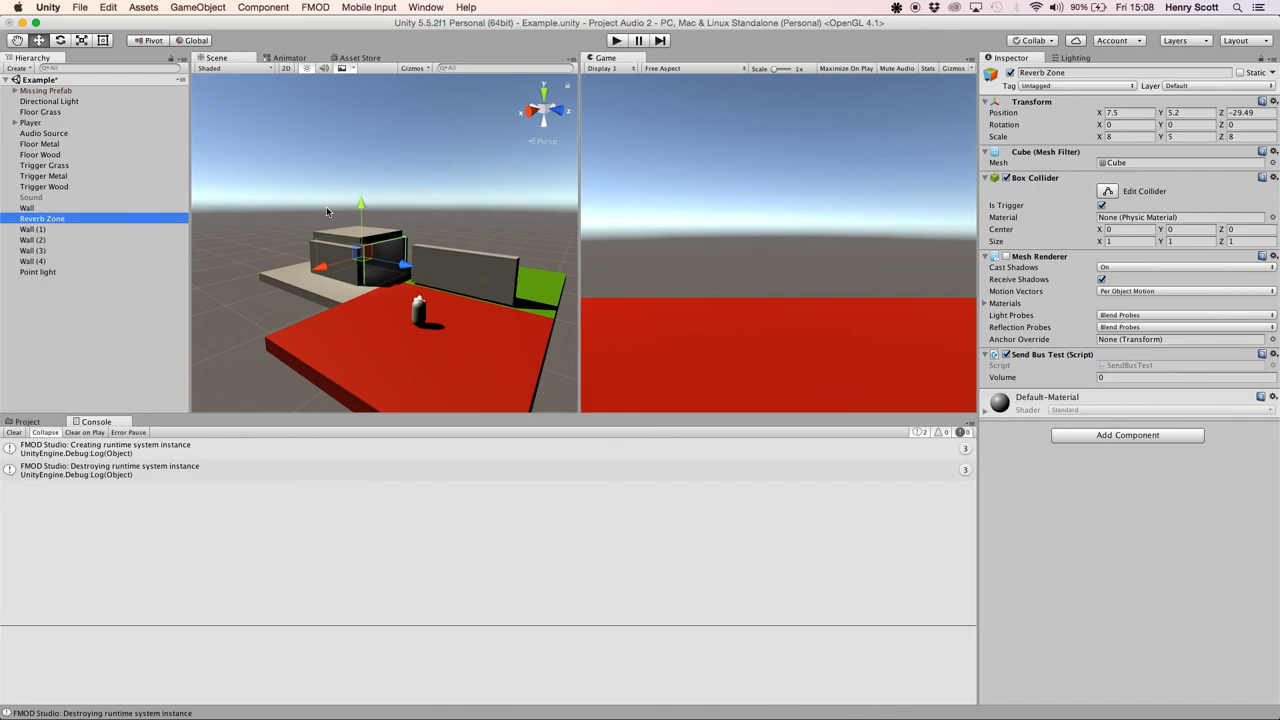 Unity File Edit Assets GameObject Component FMOD Mobile Input Window Help 90% Fri 15:08 Henry Scott
Unity 5.5.2f1 Personal (64bit) - Example.unity - Project Audio 2 - PC, Mac & Linux Standalone (Personal) <OpenGL 4.1>
Pivot Global Collab Account Layers Layout
Hierarchy Scene Animator Asset Store Game Inspector Lighting
Create All Shaded 2D Gizmos All Display 1 Free Aspect Scale 1x Maximize On Play Mute Audio Stats Gizmos
Example*
Missing Prefab
Directional Light
Floor Grass
Player
Audio Source
Floor Metal
Floor Wood
Trigger Grass
Trigger Metal
Trigger Wood
Sound
Wall
Reverb Zone
Wall (1)
Wall (2)
Wall (3)
Wall (4)
Point light
y
x
z
Persp
Reverb Zone Static
Tag Untagged Layer Default
Transform
Position X 7.5 Y 5.2 Z -29.49
Rotation X 0 Y 0 Z 0
Scale X 8 Y 5 Z 8
Cube (Mesh Filter)
Mesh Cube
Box Collider
Edit Collider
Is Trigger
Material None (Physic Material)
Center X 0 Y 0 Z 0
Size X 1 Y 1 Z 1
Mesh Renderer
Cast Shadows On
Receive Shadows
Motion Vectors Per Object Motion
Materials
Light Probes Blend Probes
Reflection Probes Blend Probes
Anchor Override None (Transform)
Send Bus Test (Script)
Script SendBusTest
Volume 0
Default-Material
Shader Standard
Add Component
Project Console
Clear Collapse Clear on Play Error Pause 2 0 0
FMOD Studio: Creating runtime system instance
UnityEngine.Debug:Log(Object) 3
FMOD Studio: Destroying runtime system instance
UnityEngine.Debug:Log(Object) 3
FMOD Studio: Destroying runtime system instance